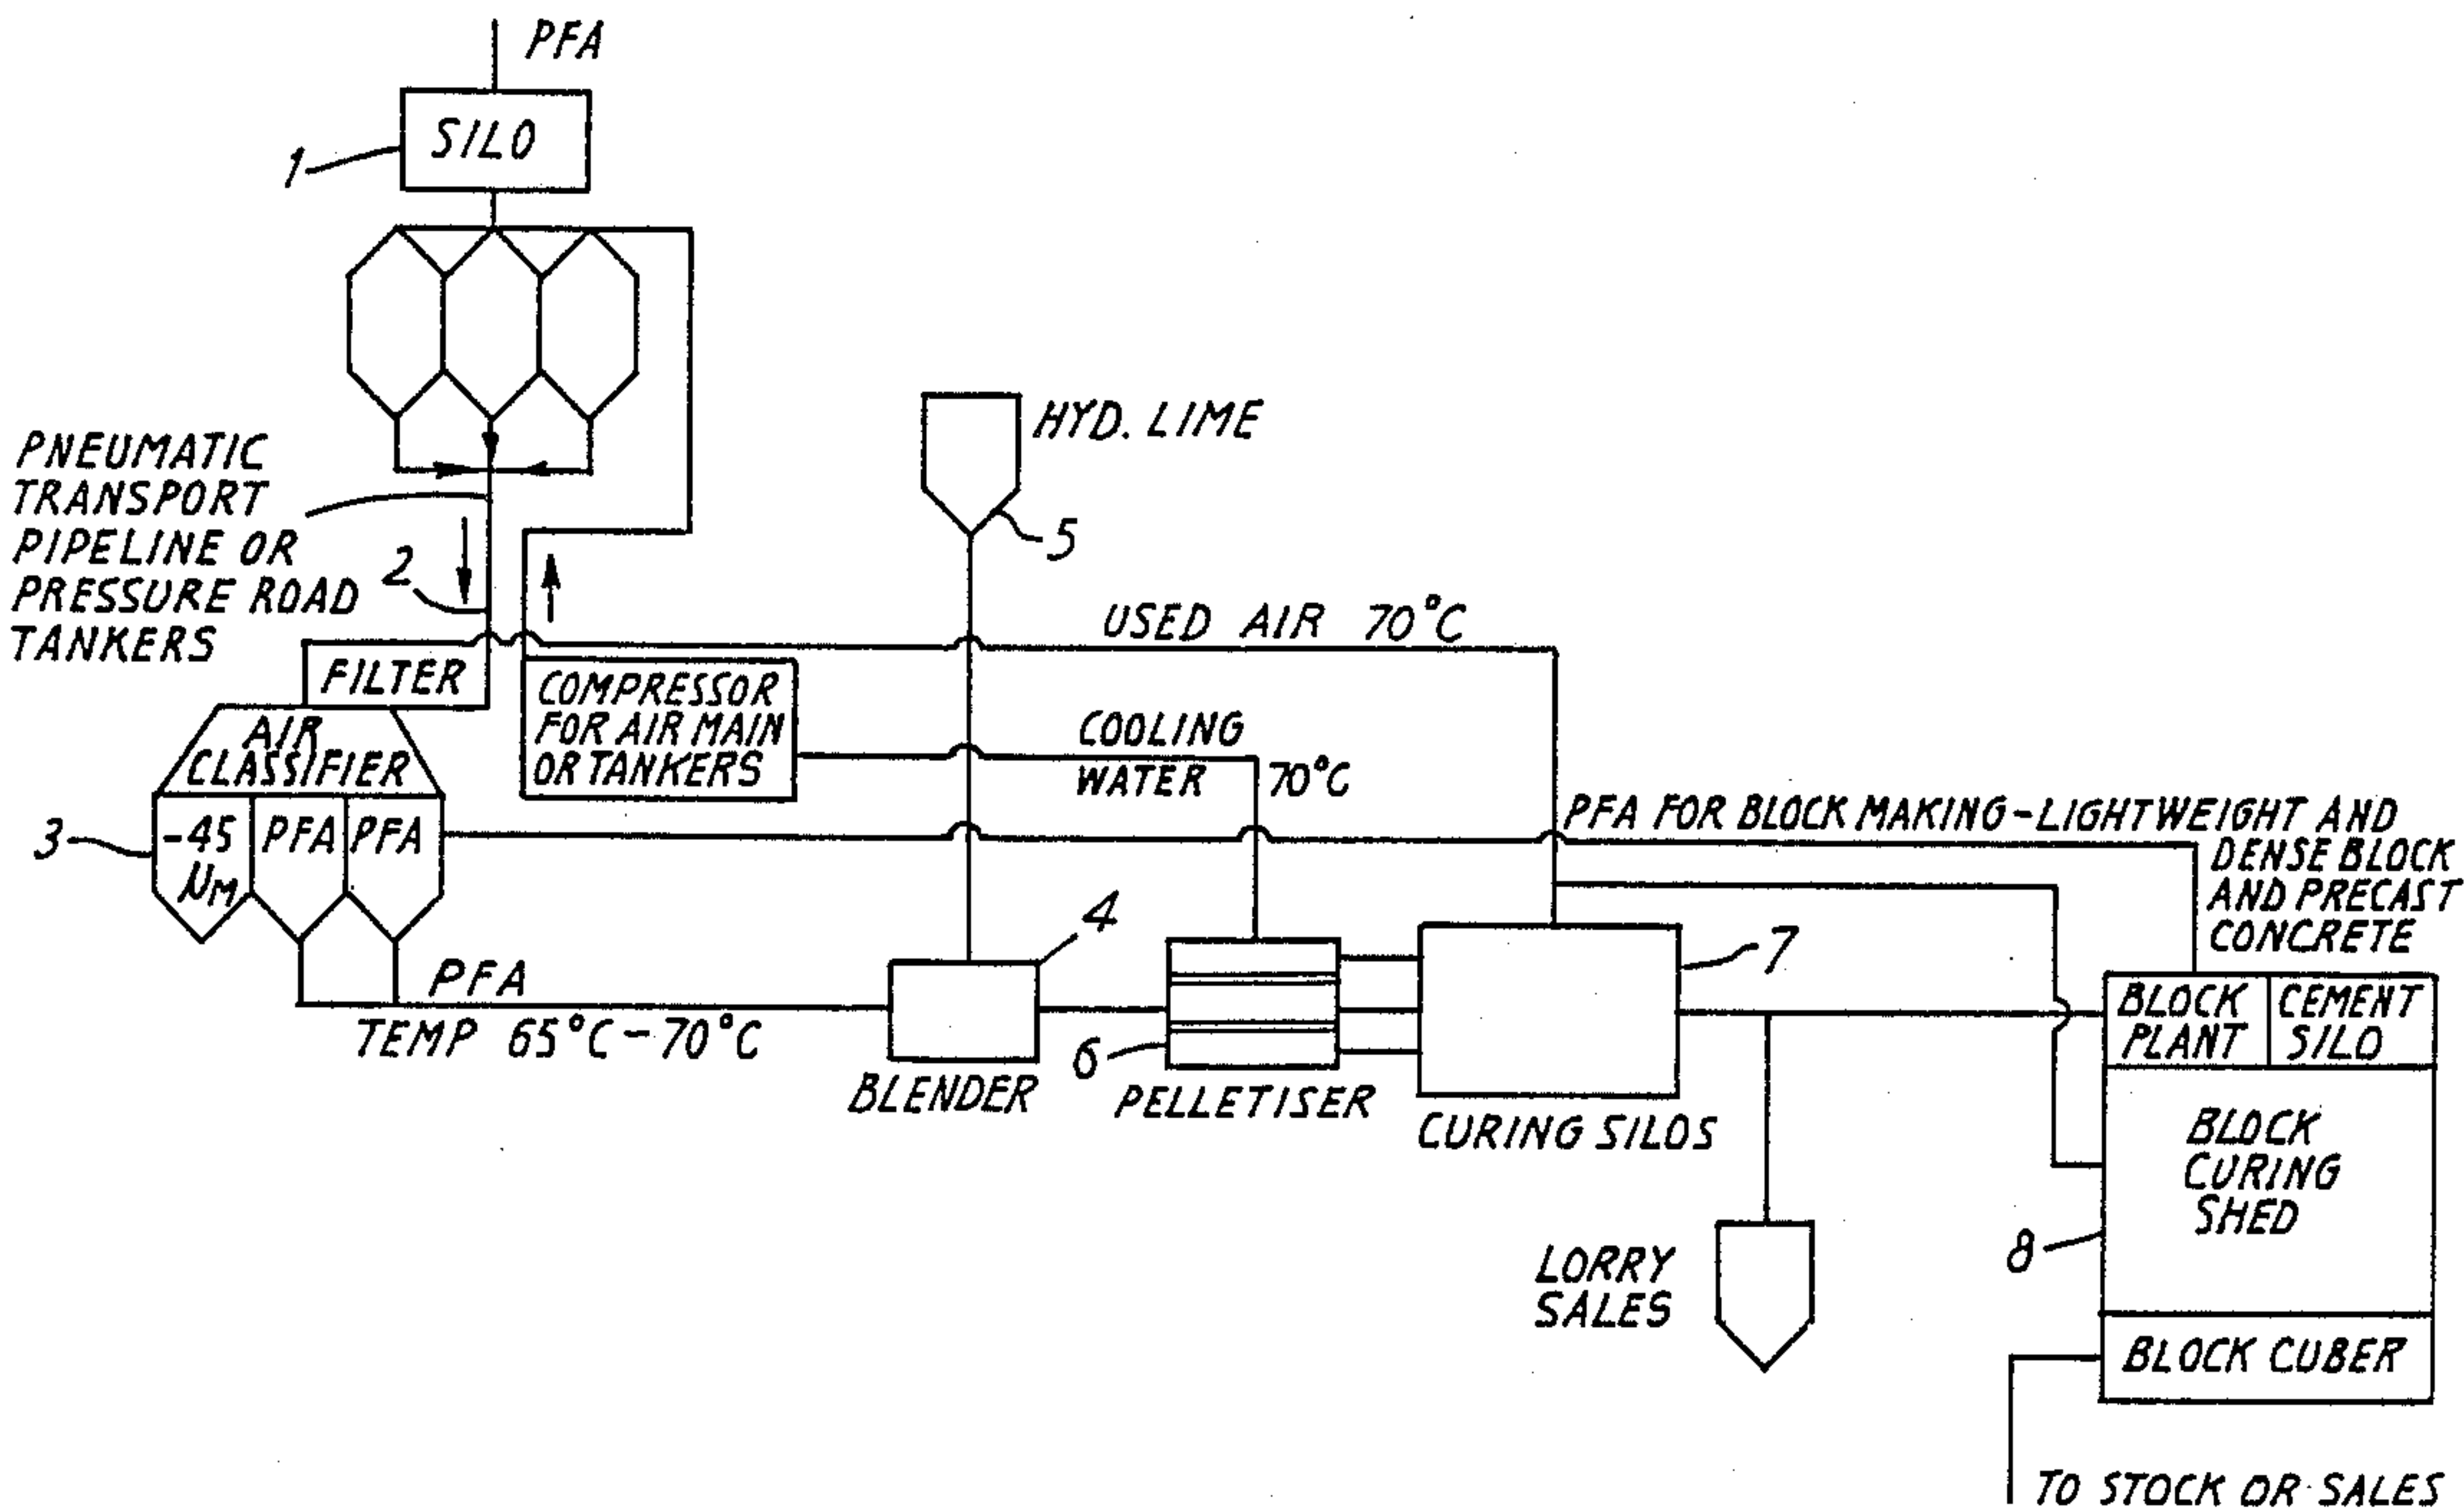 PFA
SILO
1
PNEUMATIC
TRANSPORT
PIPELINE OR
PRESSURE ROAD
TANKERS
2
HYD. LIME
5
USED AIR 70°C
FILTER
COMPRESSOR
FOR AIR MAIN
OR TANKERS
COOLING
WATER 70°C
AIR
CLASSIFIER
3
-45
µM
PFA
PFA
PFA FOR BLOCK MAKING-LIGHTWEIGHT AND
DENSE BLOCK
AND PRECAST
CONCRETE
PFA
TEMP 65°C-70°C
4
BLENDER
6
PELLETISER
7
CURING SILOS
BLOCK
PLANT
CEMENT
SILO
BLOCK
CURING
SHED
8
LORRY
SALES
BLOCK CUBER
TO STOCK OR SALES